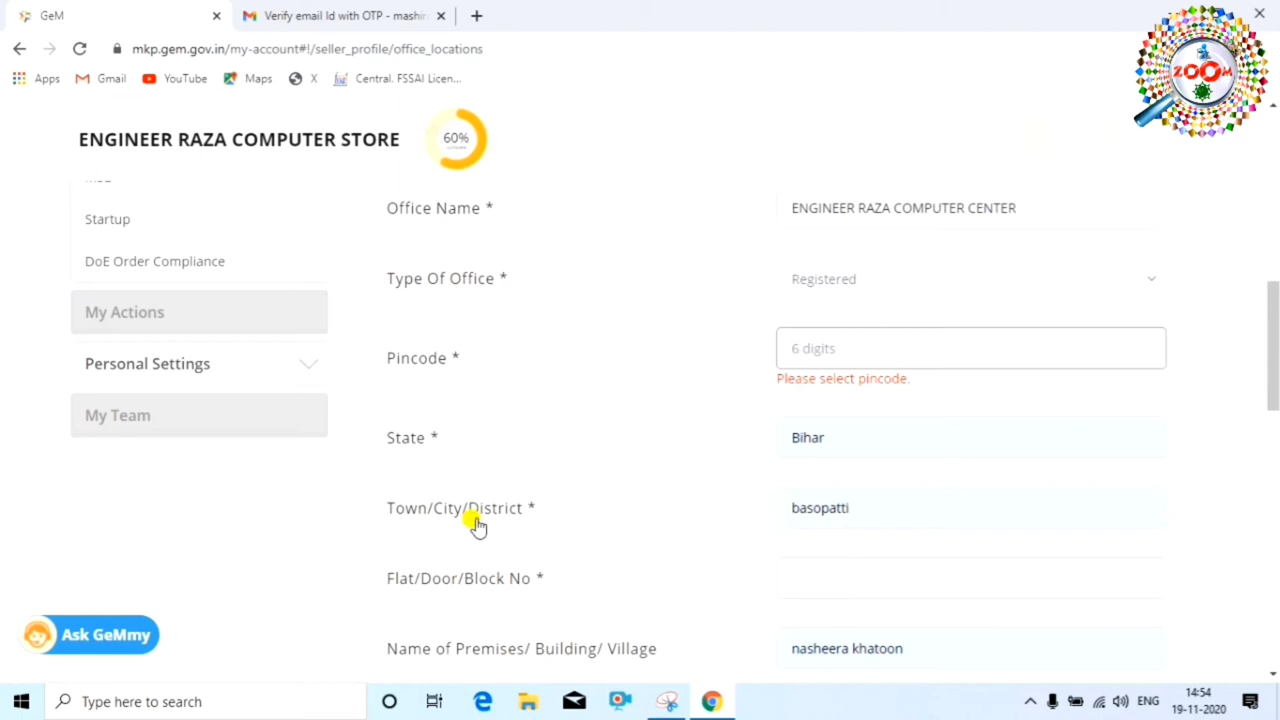 GeM
Verify email Id with OTP - mashir
mkp.gem.gov.in/my-account#!/seller_profile/office_locations
Apps
Gmail
YouTube
Maps
X
Central. FSSAI Licen...
ZOOM
ENGINEER RAZA COMPUTER STORE
60%
Startup
DoE Order Compliance
My Actions
Personal Settings
My Team
Office Name *
ENGINEER RAZA COMPUTER CENTER
Type Of Office *
Registered
Pincode *
6 digits
Please select pincode.
State *
Bihar
Town/City/District *
basopatti
Flat/Door/Block No *
Name of Premises/ Building/ Village
nasheera khatoon
Ask GeMmy
Type here to search
ENG
14:54
19-11-2020